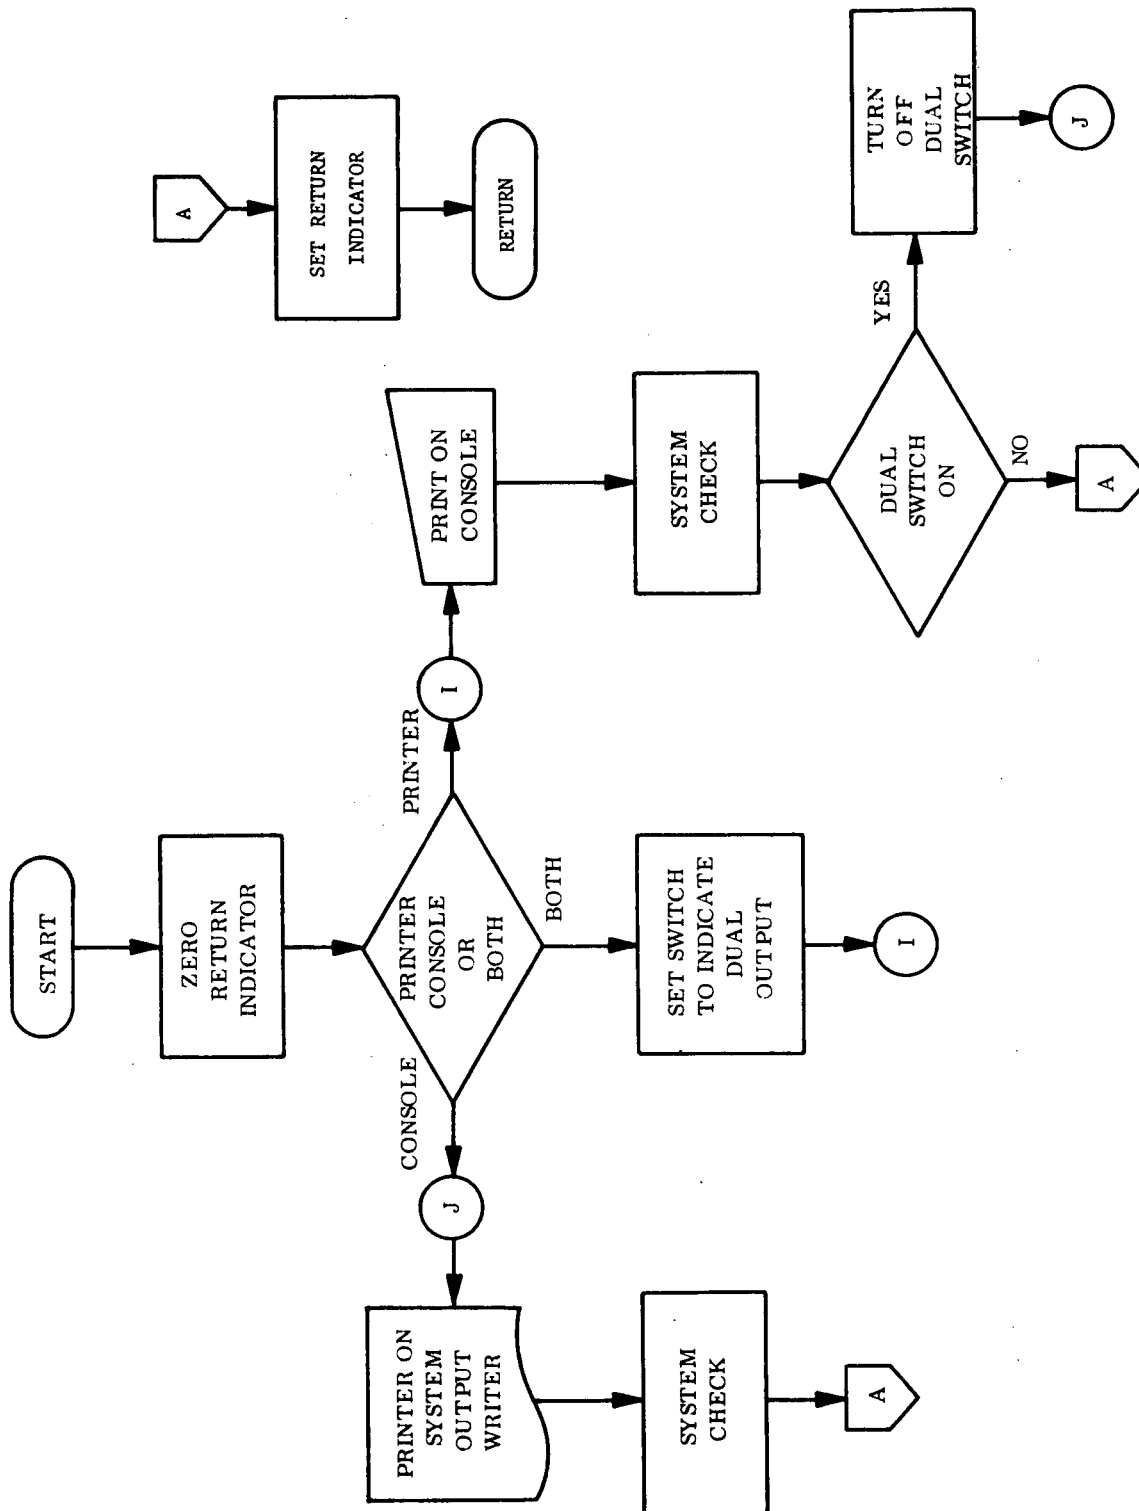 START
ZERO
RETURN
INDICATOR
PRINTER
CONSOLE
OR
BOTH
CONSOLE
PRINTER
BOTH
J
I
PRINTER ON
SYSTEM
OUTPUT
WRITER
SYSTEM
CHECK
A
SET SWITCH
TO INDICATE
DUAL
OUTPUT
I
PRINT ON
CONSOLE
SYSTEM
CHECK
DUAL
SWITCH
ON
YES
NO
A
TURN
OFF
DUAL
SWITCH
J
A
SET RETURN
INDICATOR
RETURN